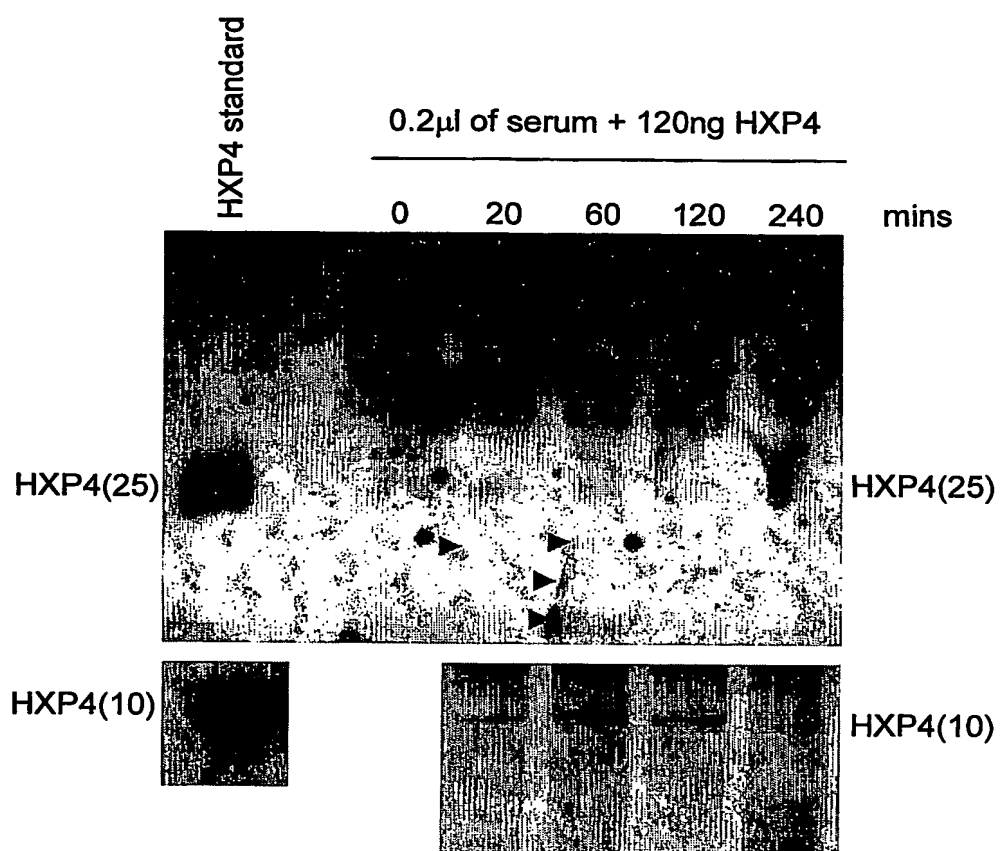 HXP4 standard
0.2µl of serum + 120ng HXP4
0 20 60 120 240 mins
HXP4(25) HXP4(25)
HXP4(10) HXP4(10)